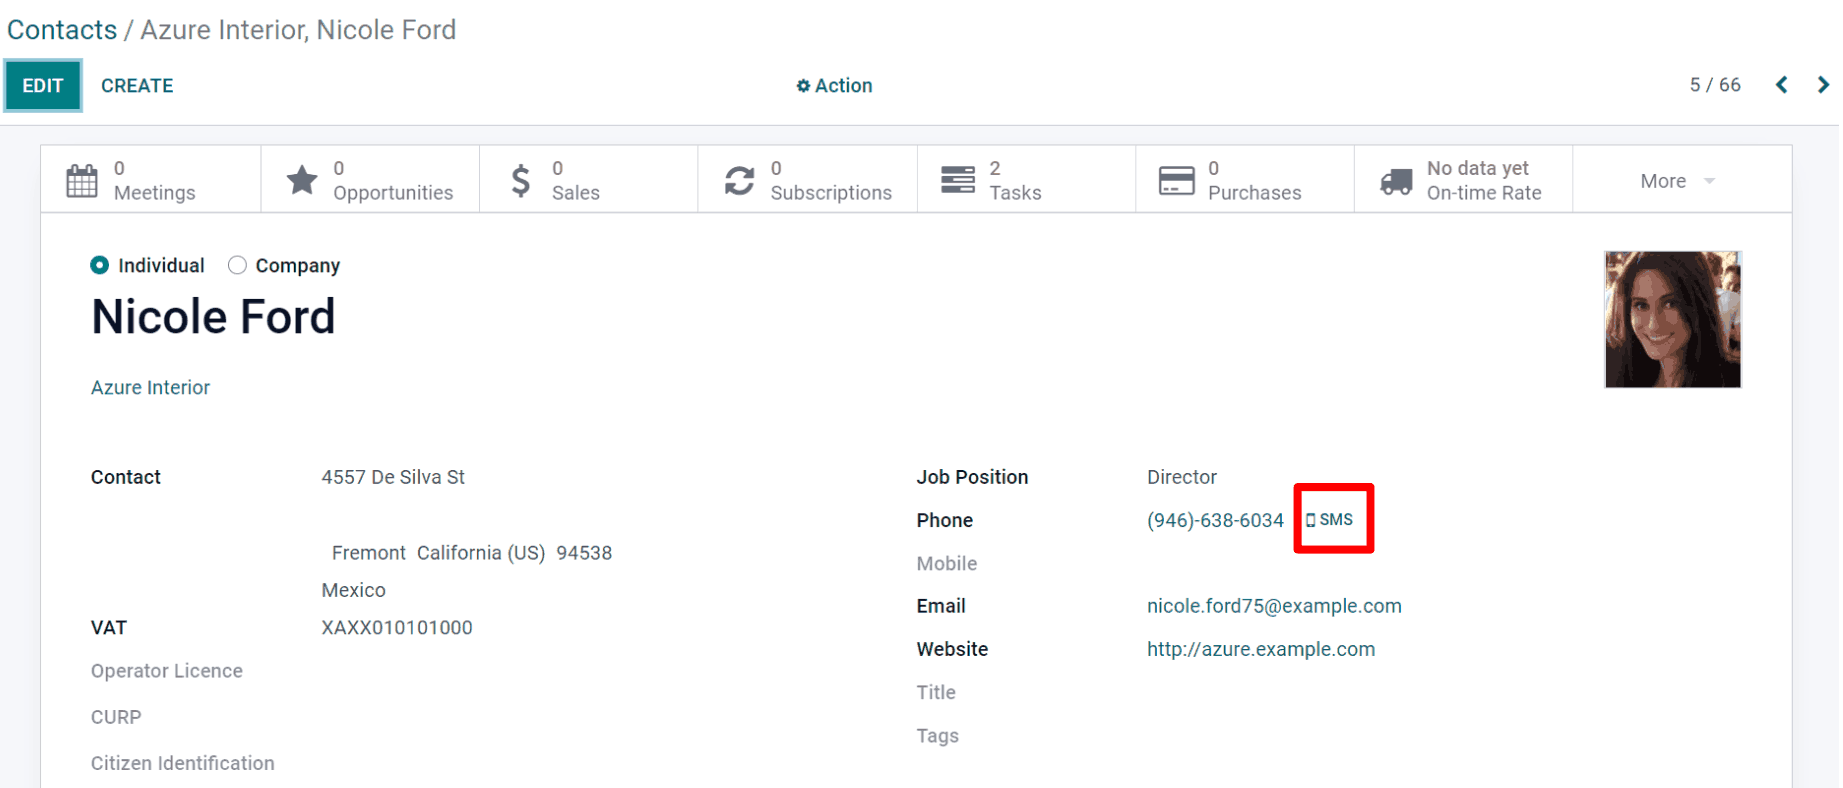 Contacts / Azure Interior, Nicole Ford
EDIT CREATE Action 5 / 66
0 Meetings
0 Opportunities
0 Sales
0 Subscriptions
2 Tasks
0 Purchases
No data yet On-time Rate
More
Individual Company
Nicole Ford
Azure Interior
Contact 4557 De Silva St
Fremont California (US) 94538
Mexico
VAT XAXX010101000
Operator Licence
CURP
Citizen Identification
Job Position Director
Phone (946)-638-6034 SMS
Mobile
Email nicole.ford75@example.com
Website http://azure.example.com
Title
Tags